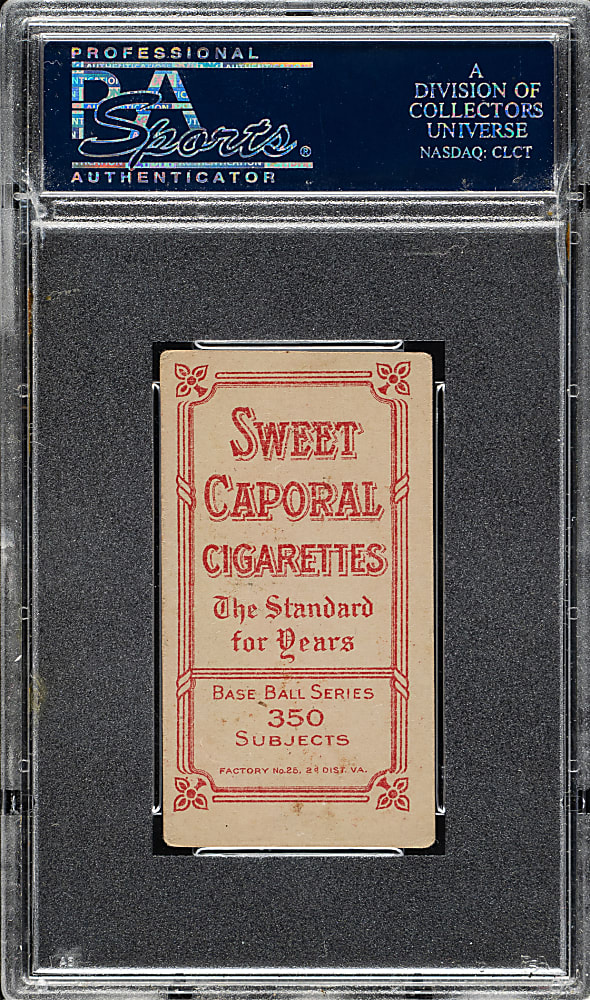 PROFESSIONAL
PSA
Sports®
AUTHENTICATOR
A
DIVISION OF
COLLECTORS
UNIVERSE
NASDAQ: CLCT
SWEET
CAPORAL
CIGARETTES
The Standard
for Years
BASE BALL SERIES
350
SUBJECTS
FACTORY No. 25, 2d DIST. VA.